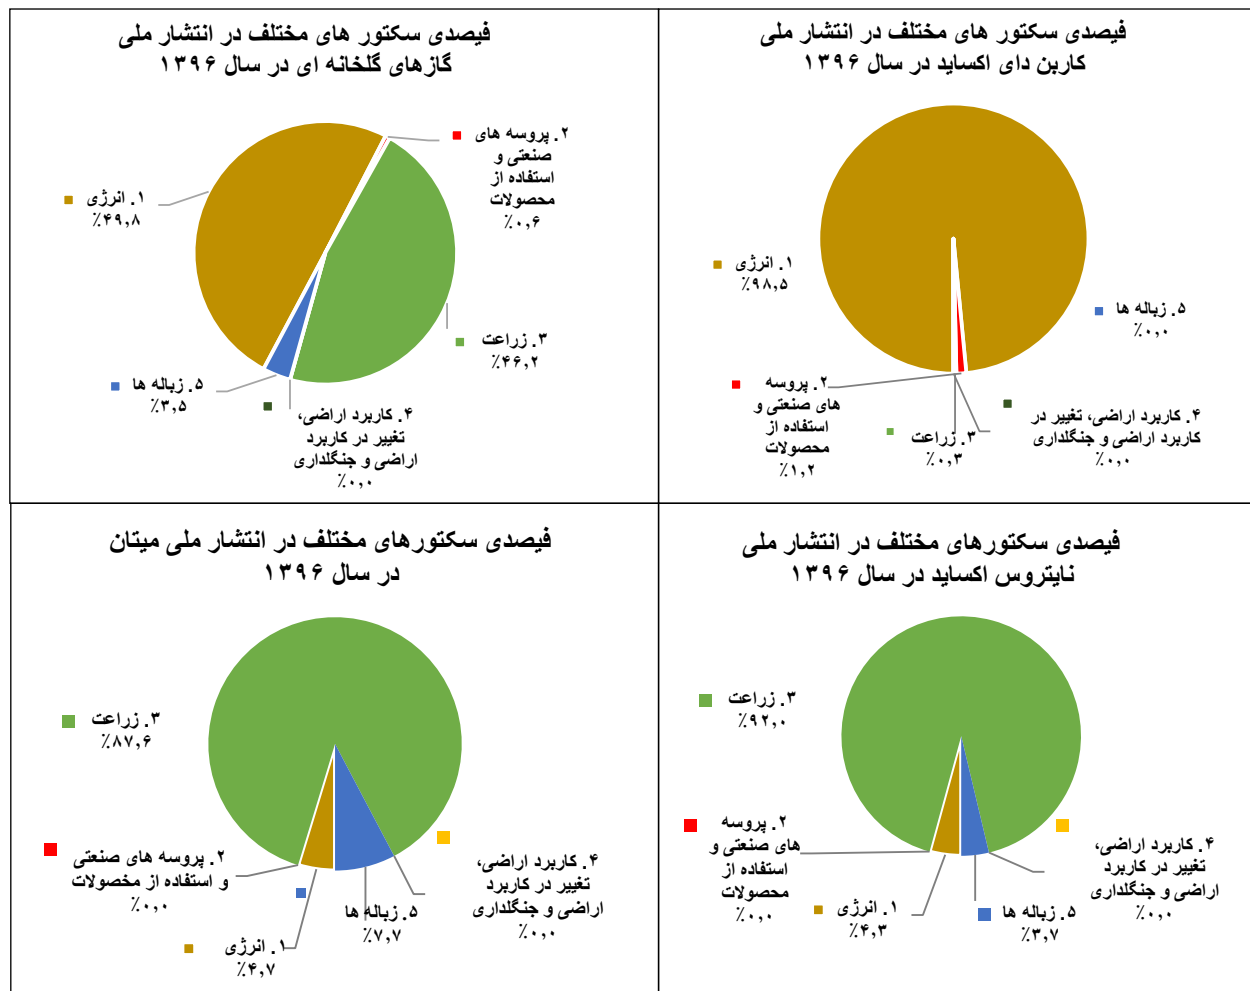 فیصدی سکتور های مختلف در انتشار ملی
کاربن دای اکساید در سال ۱۳۹۶
۱. انرژی
٪۹۸,۵
۵. زباله ها
٪۰,۰
۲. پروسه
های صنعتی و
استفاده از
محصولات
٪۱,۲
۳. زراعت
٪۰,۳
۴. کاربرد اراضی، تغییر در
کاربرد اراضی و جنگلداری
٪۰,۰
فیصدی سکتور های مختلف در انتشار ملی
گازهای گلخانه ای در سال ۱۳۹۶
۲. پروسه های
صنعتی و
استفاده از
محصولات
٪۰,۶
۱. انرژی
٪۴۹,۸
۳. زراعت
٪۴۶,۲
۵. زباله ها
٪۳,۵
۴. کاربرد اراضی،
تغییر در کاربرد
اراضی و جنگلداری
٪۰,۰
فیصدی سکتورهای مختلف در انتشار ملی
نایتروس اکساید در سال ۱۳۹۶
۳. زراعت
٪۹۲,۰
۲. پروسه
های صنعتی و
استفاده از
محصولات
٪۰,۰
۴. کاربرد اراضی،
تغییر در کاربرد
اراضی و جنگلداری
٪۰,۰
۱. انرژی
٪۴,۳
۵. زباله ها
٪۳,۷
فیصدی سکتورهای مختلف در انتشار ملی میتان
در سال ۱۳۹۶
۳. زراعت
٪۸۷,۶
۲. پروسه های صنعتی
و استفاده از مخصولات
٪۰,۰
۴. کاربرد اراضی،
تغییر در کاربرد
اراضی و جنگلداری
٪۰,۰
۵. زباله ها
٪۷,۷
۱. انرژی
٪۴,۷